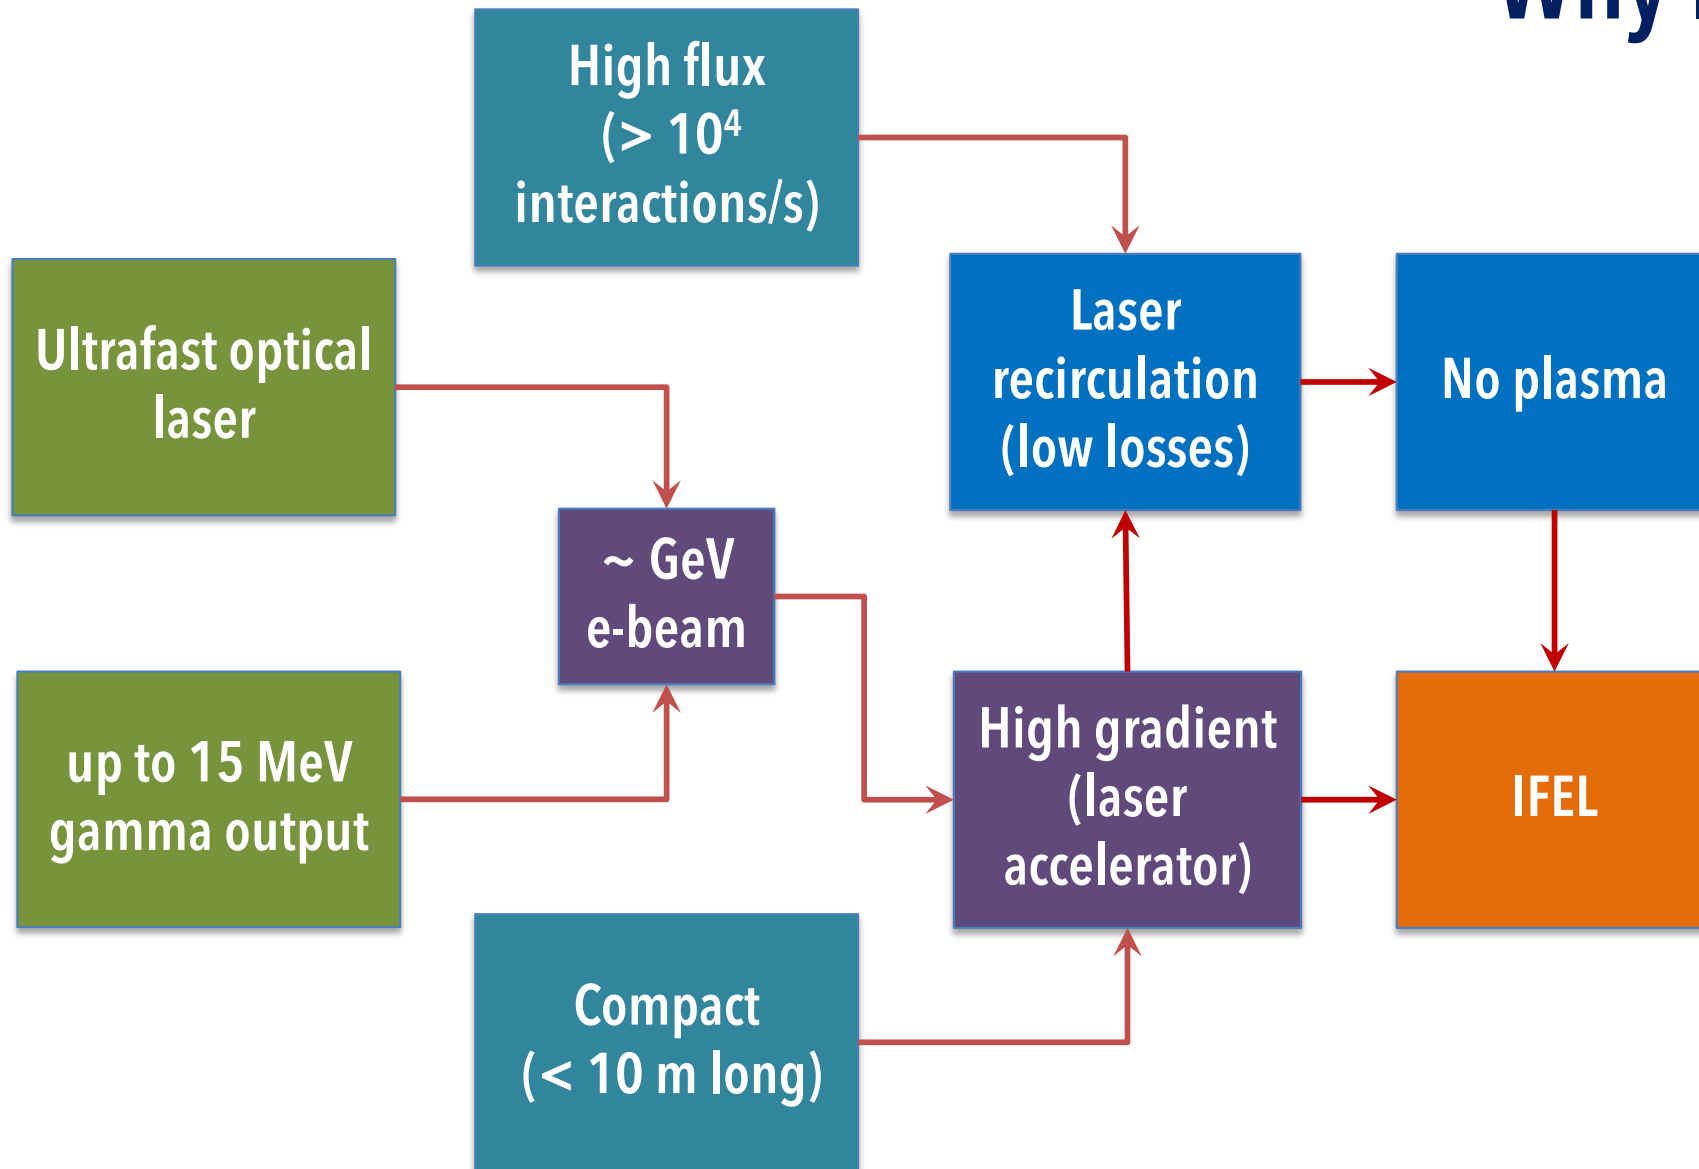 Why
High flux
(> 10⁴
interactions/s)
Ultrafast optical
laser
Laser
recirculation
(low losses)
No plasma
~ GeV
e-beam
up to 15 MeV
gamma output
High gradient
(laser
accelerator)
IFEL
Compact
(< 10 m long)